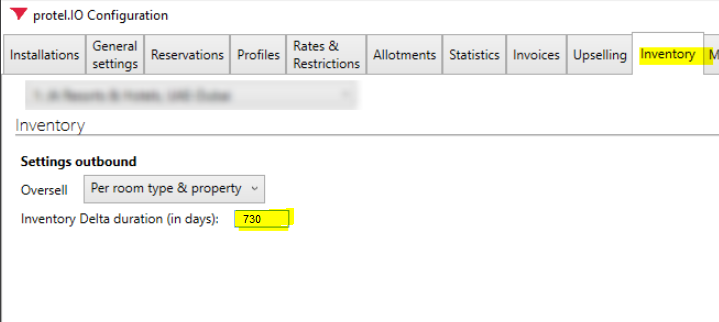 protel.IO Configuration
Installations
General
settings
Reservations
Profiles
Rates &
Restrictions
Allotments
Statistics
Invoices
Upselling
Inventory
M
Inventory
Settings outbound
Oversell Per room type & property
Inventory Delta duration (in days): 730